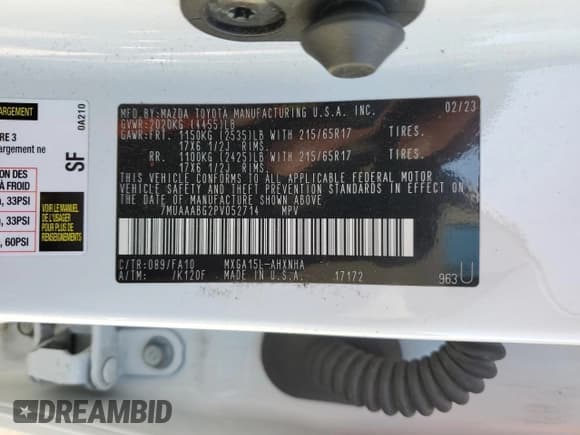 ARGEMENT
0A210
RE 3
argement ne
SF
ION DES
À FROID
, 33PSI
, 33PSI
, 60PSI
VOIR LE MANUEL
DE L'USAGER
POUR PLUS DE
RENSEIGNEMENTS
MFD.BY:MAZDA TOYOTA MANUFACTURING U.S.A. INC. 02/23
GVWR:2020KG (4455)LB
GAWR:FRT. 1150KG (2535)LB WITH 215/65R17 TIRES.
17X6 1/2J RIMS.
RR. 1100KG (2425)LB WITH 215/65R17 TIRES.
17X6 1/2J RIMS.
THIS VEHICLE CONFORMS TO ALL APPLICABLE FEDERAL MOTOR
VEHICLE SAFETY AND THEFT PREVENTION STANDARDS IN EFFECT ON
THE DATE OF MANUFACTURE SHOWN ABOVE.
7MUAAABG2PV052714 MPV
C/TR:089/FA10 MXGA15L-AHXNHA
A/TM: /K120F MADE IN U.S.A. 17172 963U
DREAMBID